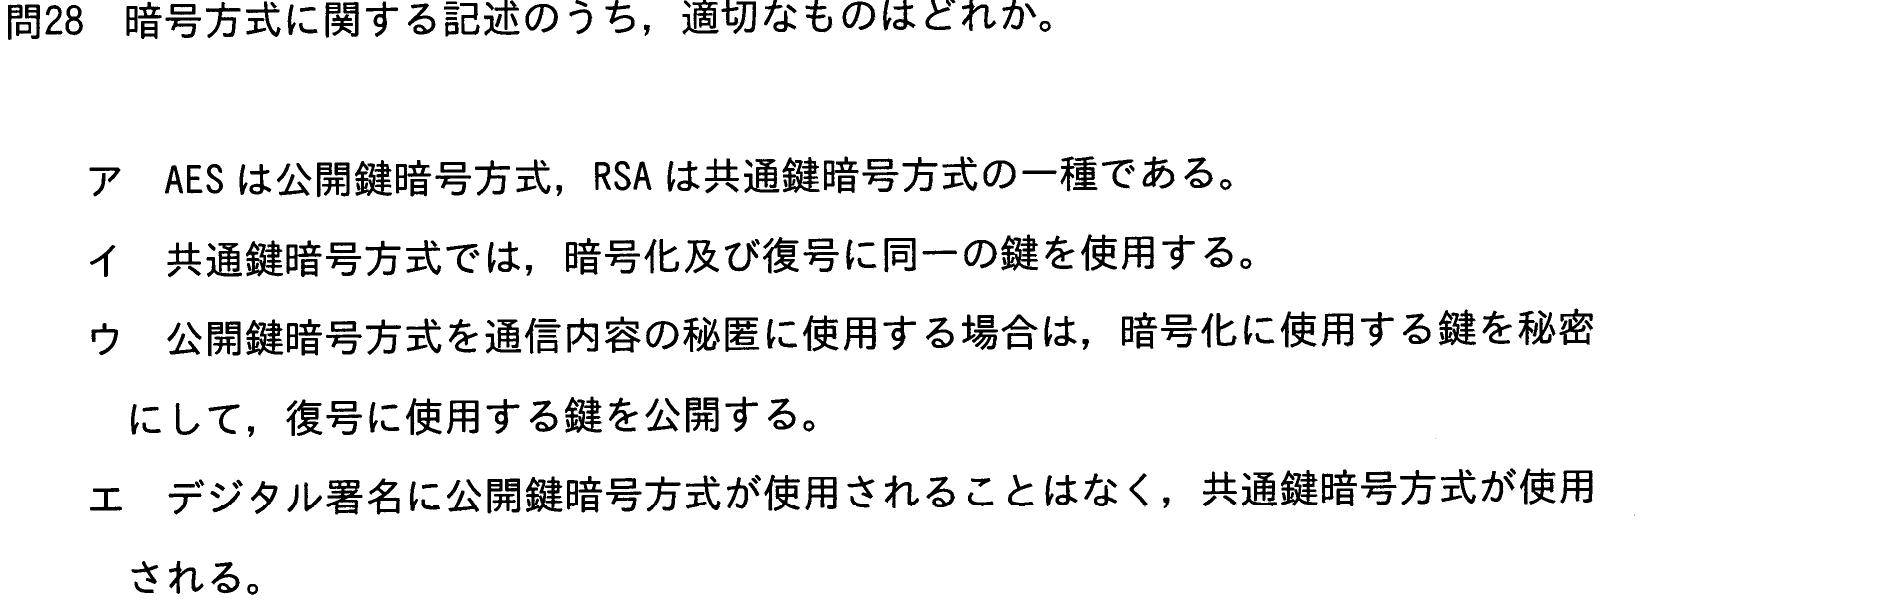 問28　暗号方式に関する記述のうち，適切なものはどれか。
ア　AES は公開鍵暗号方式，RSA は共通鍵暗号方式の一種である。
イ　共通鍵暗号方式では，暗号化及び復号に同一の鍵を使用する。
ウ　公開鍵暗号方式を通信内容の秘匿に使用する場合は，暗号化に使用する鍵を秘密
にして，復号に使用する鍵を公開する。
エ　デジタル署名に公開鍵暗号方式が使用されることはなく，共通鍵暗号方式が使用
される。